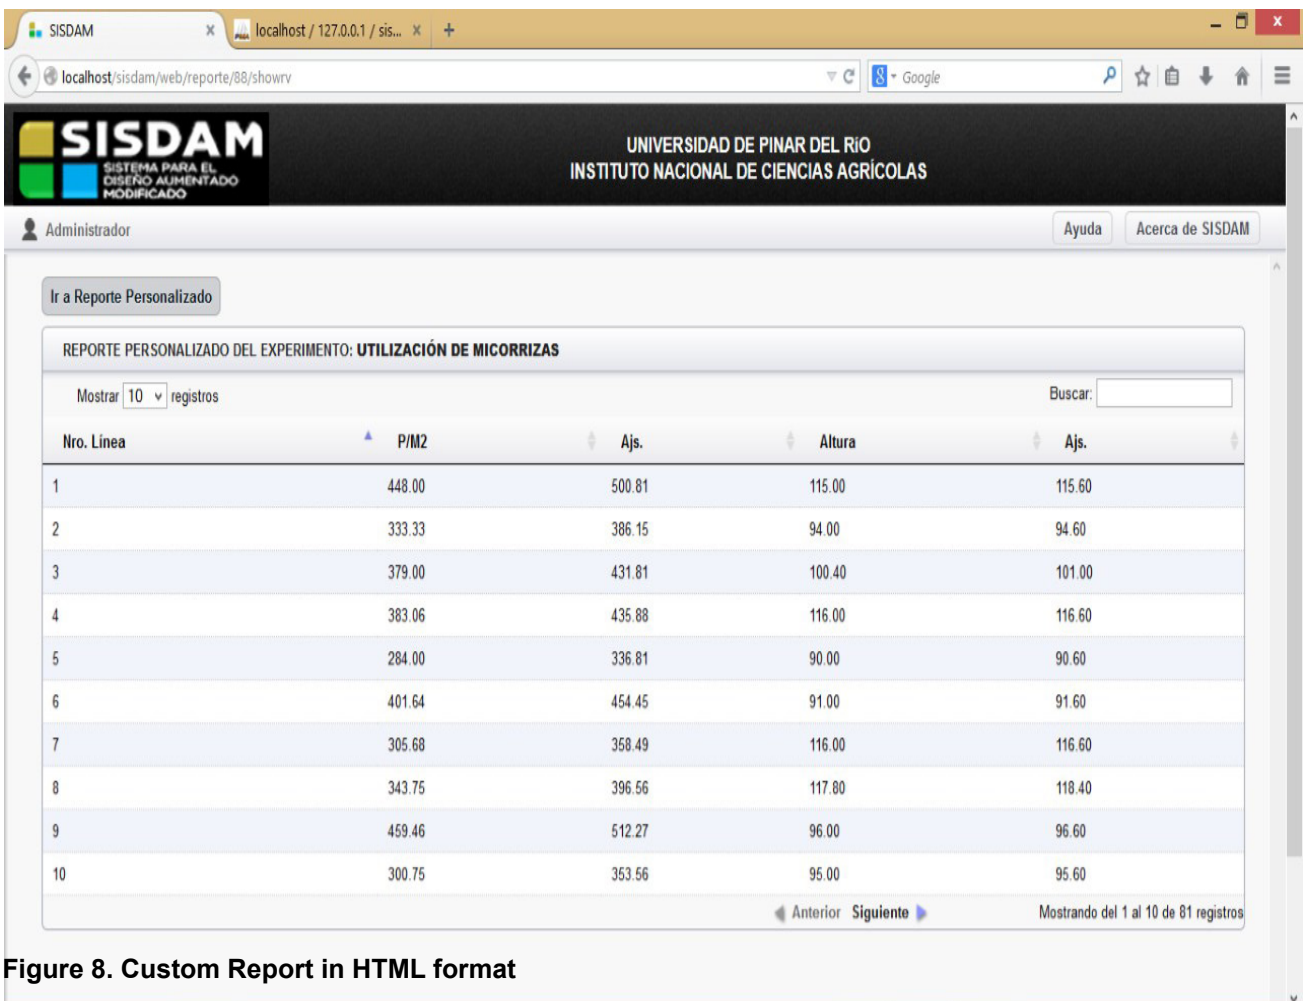 SISDAM
localhost / 127.0.0.1 / sis...
localhost/sisdam/web/reporte/88/showrv
Google
SISDAM
SISTEMA PARA EL
DISEÑO AUMENTADO
MODIFICADO
UNIVERSIDAD DE PINAR DEL RíO
INSTITUTO NACIONAL DE CIENCIAS AGRÍCOLAS
Administrador
Ayuda
Acerca de SISDAM
Ir a Reporte Personalizado
REPORTE PERSONALIZADO DEL EXPERIMENTO: UTILIZACIÓN DE MICORRIZAS
Mostrar 10 registros
Buscar:
Nro. Línea P/M2 Ajs. Altura Ajs.
1 448.00 500.81 115.00 115.60
2 333.33 386.15 94.00 94.60
3 379.00 431.81 100.40 101.00
4 383.06 435.88 116.00 116.60
5 284.00 336.81 90.00 90.60
6 401.64 454.45 91.00 91.60
7 305.68 358.49 116.00 116.60
8 343.75 396.56 117.80 118.40
9 459.46 512.27 96.00 96.60
10 300.75 353.56 95.00 95.60
Anterior Siguiente Mostrando del 1 al 10 de 81 registros
Figure 8. Custom Report in HTML format